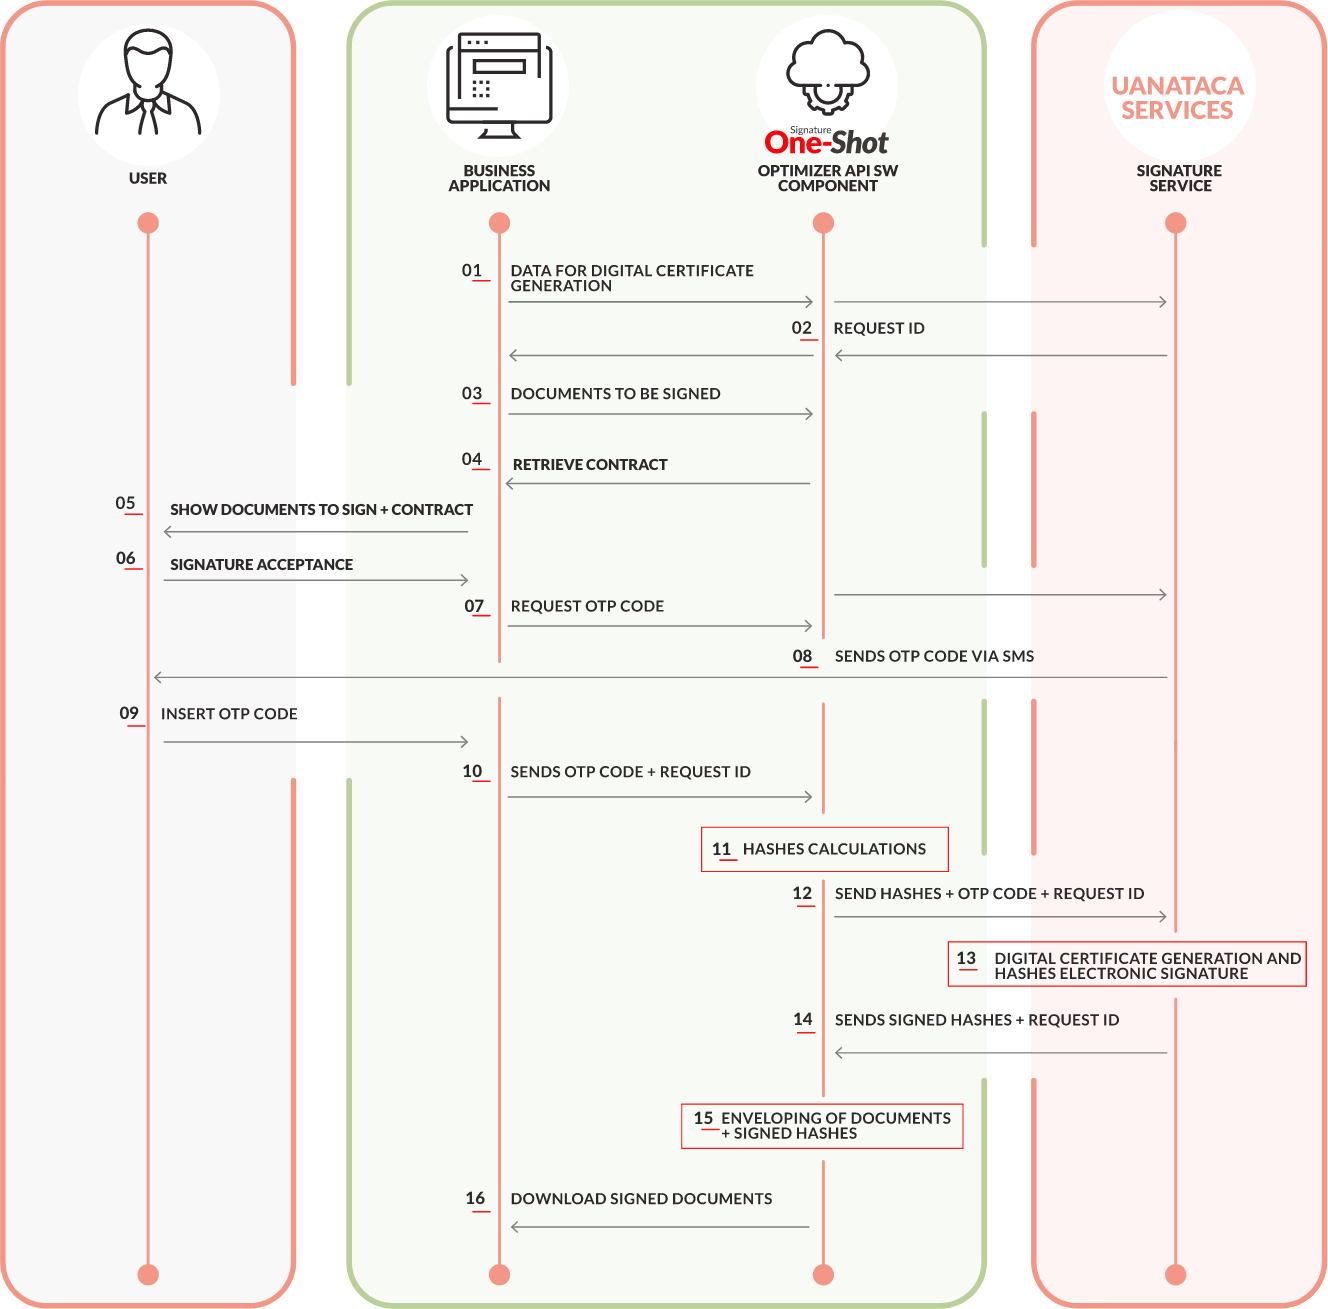 UANATACA
SERVICES
Signature
One-Shot
USER
BUSINESS
APPLICATION
OPTIMIZER API SW
COMPONENT
SIGNATURE
SERVICE
01 DATA FOR DIGITAL CERTIFICATE
GENERATION
02 REQUEST ID
03 DOCUMENTS TO BE SIGNED
04 RETRIEVE CONTRACT
05 SHOW DOCUMENTS TO SIGN + CONTRACT
06 SIGNATURE ACCEPTANCE
07 REQUEST OTP CODE
08 SENDS OTP CODE VIA SMS
09 INSERT OTP CODE
10 SENDS OTP CODE + REQUEST ID
11 HASHES CALCULATIONS
12 SEND HASHES + OTP CODE + REQUEST ID
13 DIGITAL CERTIFICATE GENERATION AND
HASHES ELECTRONIC SIGNATURE
14 SENDS SIGNED HASHES + REQUEST ID
15 ENVELOPING OF DOCUMENTS
+ SIGNED HASHES
16 DOWNLOAD SIGNED DOCUMENTS